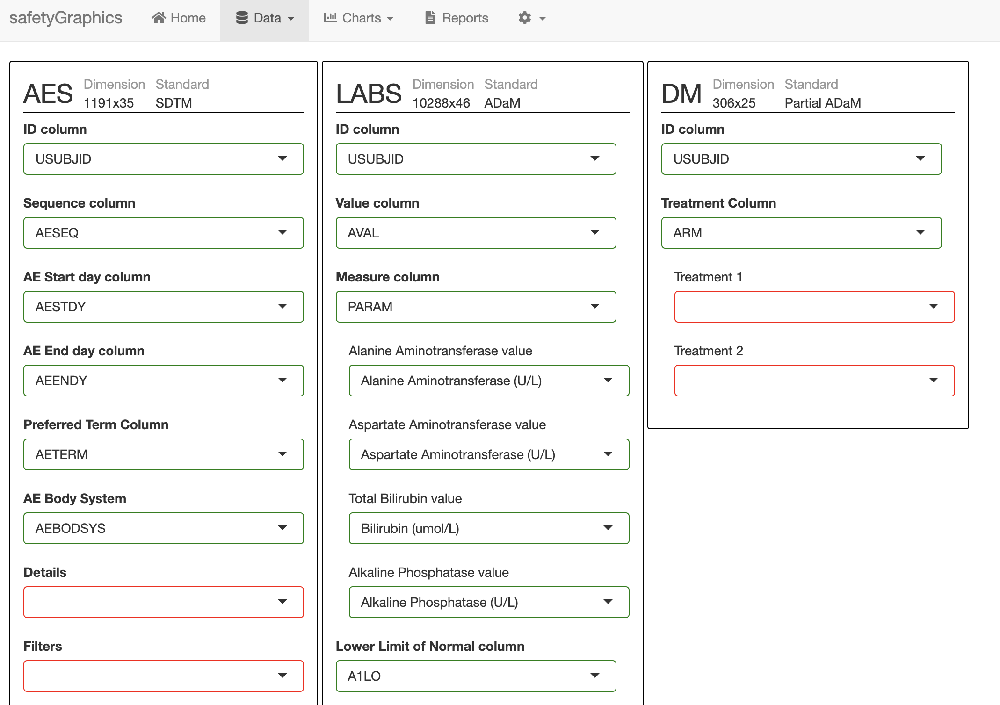 safetyGraphics Home Data Charts Reports
AES Dimension Standard
1191x35 SDTM
ID column
USUBJID
Sequence column
AESEQ
AE Start day column
AESTDY
AE End day column
AEENDY
Preferred Term Column
AETERM
AE Body System
AEBODSYS
Details
Filters
LABS Dimension Standard
10288x46 ADaM
ID column
USUBJID
Value column
AVAL
Measure column
PARAM
Alanine Aminotransferase value
Alanine Aminotransferase (U/L)
Aspartate Aminotransferase value
Aspartate Aminotransferase (U/L)
Total Bilirubin value
Bilirubin (umol/L)
Alkaline Phosphatase value
Alkaline Phosphatase (U/L)
Lower Limit of Normal column
A1LO
DM Dimension Standard
306x25 Partial ADaM
ID column
USUBJID
Treatment Column
ARM
Treatment 1
Treatment 2